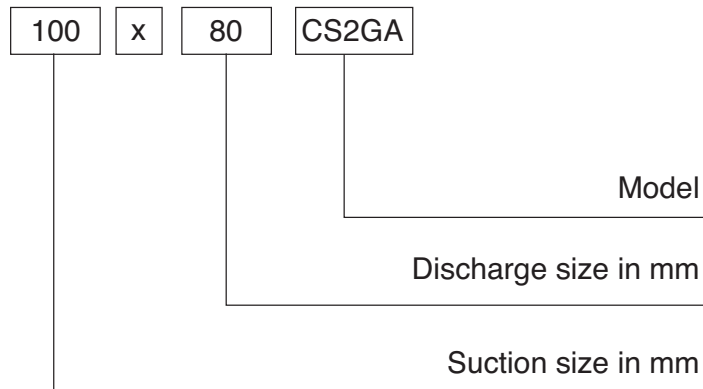 100 x 80 CS2GA
Model
Discharge size in mm
Suction size in mm